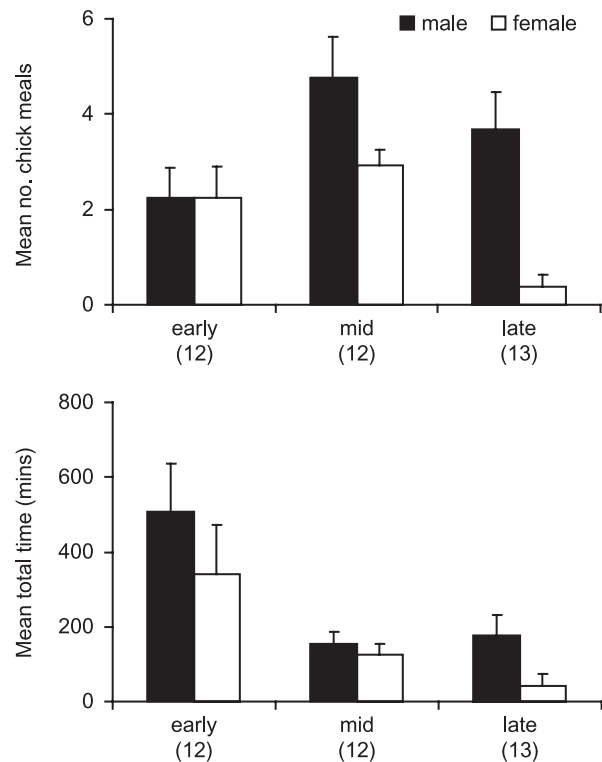 6
male female
4
2
0
Mean no. chick meals
early mid late
(12) (12) (13)
800
600
400
200
0
Mean total time (mins)
early mid late
(12) (12) (13)